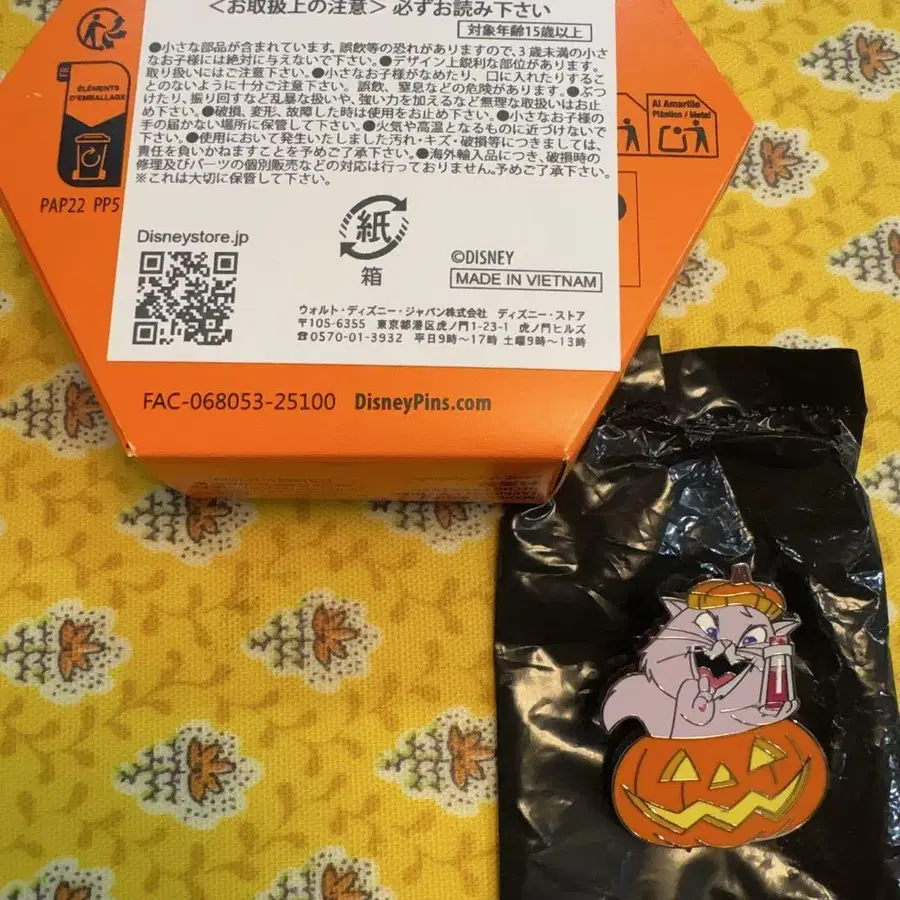 <お取扱上の注意> 必ずお読み下さい
対象年齢15歳以上
●小さな部品が含まれています。誤飲等の恐れがありますので、3歳未満の小さ
なお子様には絶対に与えないで下さい。●デザイン上鋭利な部位があります。
取り扱いにはご注意下さい。●小さなお子様がなめたり、口に入れたりするこ
とのないように十分ご注意下さい。誤飲、窒息などの危険があります。●ぶつ
けたり、振り回すなど乱暴な扱いや、強い力を加えるなど無理な取扱いはお止
め下さい。●破損、変形、故障した時は使用をお止め下さい。●小さなお子様の
手の届かない場所に保管して下さい。●火気や高温となるものに近づけないで
下さい。●使用において発生いたしました汚れ・キズ・破損等につきましては、
責任を負いかねますことを予めご了承下さい。●海外輸入品につき、破損時の
修理及びパーツの個別販売などの対応は行っておりません。予めご了承下さい。
※これは大切に保管して下さい。
ÉLÉMENTS
D'EMBALLAGE
PAP22 PP5
Al Amarillo
Plástico / Metal
Disneystore.jp
紙
箱
©DISNEY
MADE IN VIETNAM
ウォルト・ディズニー・ジャパン株式会社 ディズニー・ストア
〒105-6355 東京都港区虎ノ門1-23-1 虎ノ門ヒルズ
☎0570-01-3932 平日9時〜17時 土曜9時〜13時
FAC-068053-25100 DisneyPins.com